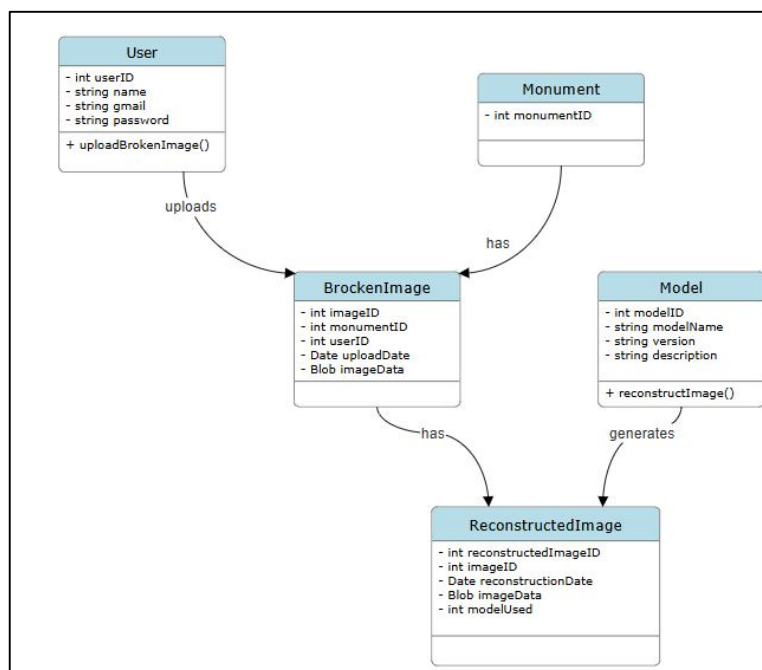 User
- int userID
- string name
- string gmail
- string password
+ uploadBrokenImage()
Monument
- int monumentID
uploads
has
BrockenImage
- int imageID
- int monumentID
- int userID
- Date uploadDate
- Blob imageData
Model
- int modelID
- string modelName
- string version
- string description
+ reconstructImage()
has
generates
ReconstructedImage
- int reconstructedImageID
- int imageID
- Date reconstructionDate
- Blob imageData
- int modelUsed